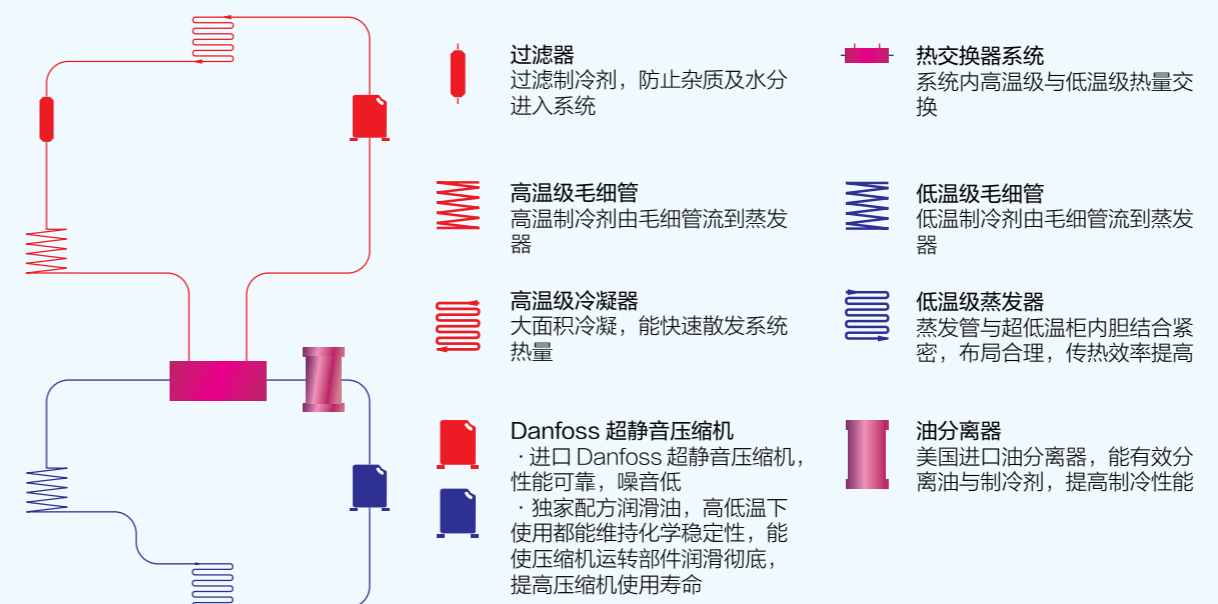 过滤器
过滤制冷剂，防止杂质及水分
进入系统
热交换器系统
系统内高温级与低温级热量交
换
高温级毛细管
高温制冷剂由毛细管流到蒸发
器
低温级毛细管
低温制冷剂由毛细管流到蒸发
器
高温级冷凝器
大面积冷凝，能快速散发系统
热量
低温级蒸发器
蒸发管与超低温柜内胆结合紧
密，布局合理，传热效率提高
Danfoss 超静音压缩机
·进口 Danfoss 超静音压缩机，
性能可靠，噪音低
·独家配方润滑油，高低温下
使用都能维持化学稳定性，能
使压缩机运转部件润滑彻底，
提高压缩机使用寿命
油分离器
美国进口油分离器，能有效分
离油与制冷剂，提高制冷性能